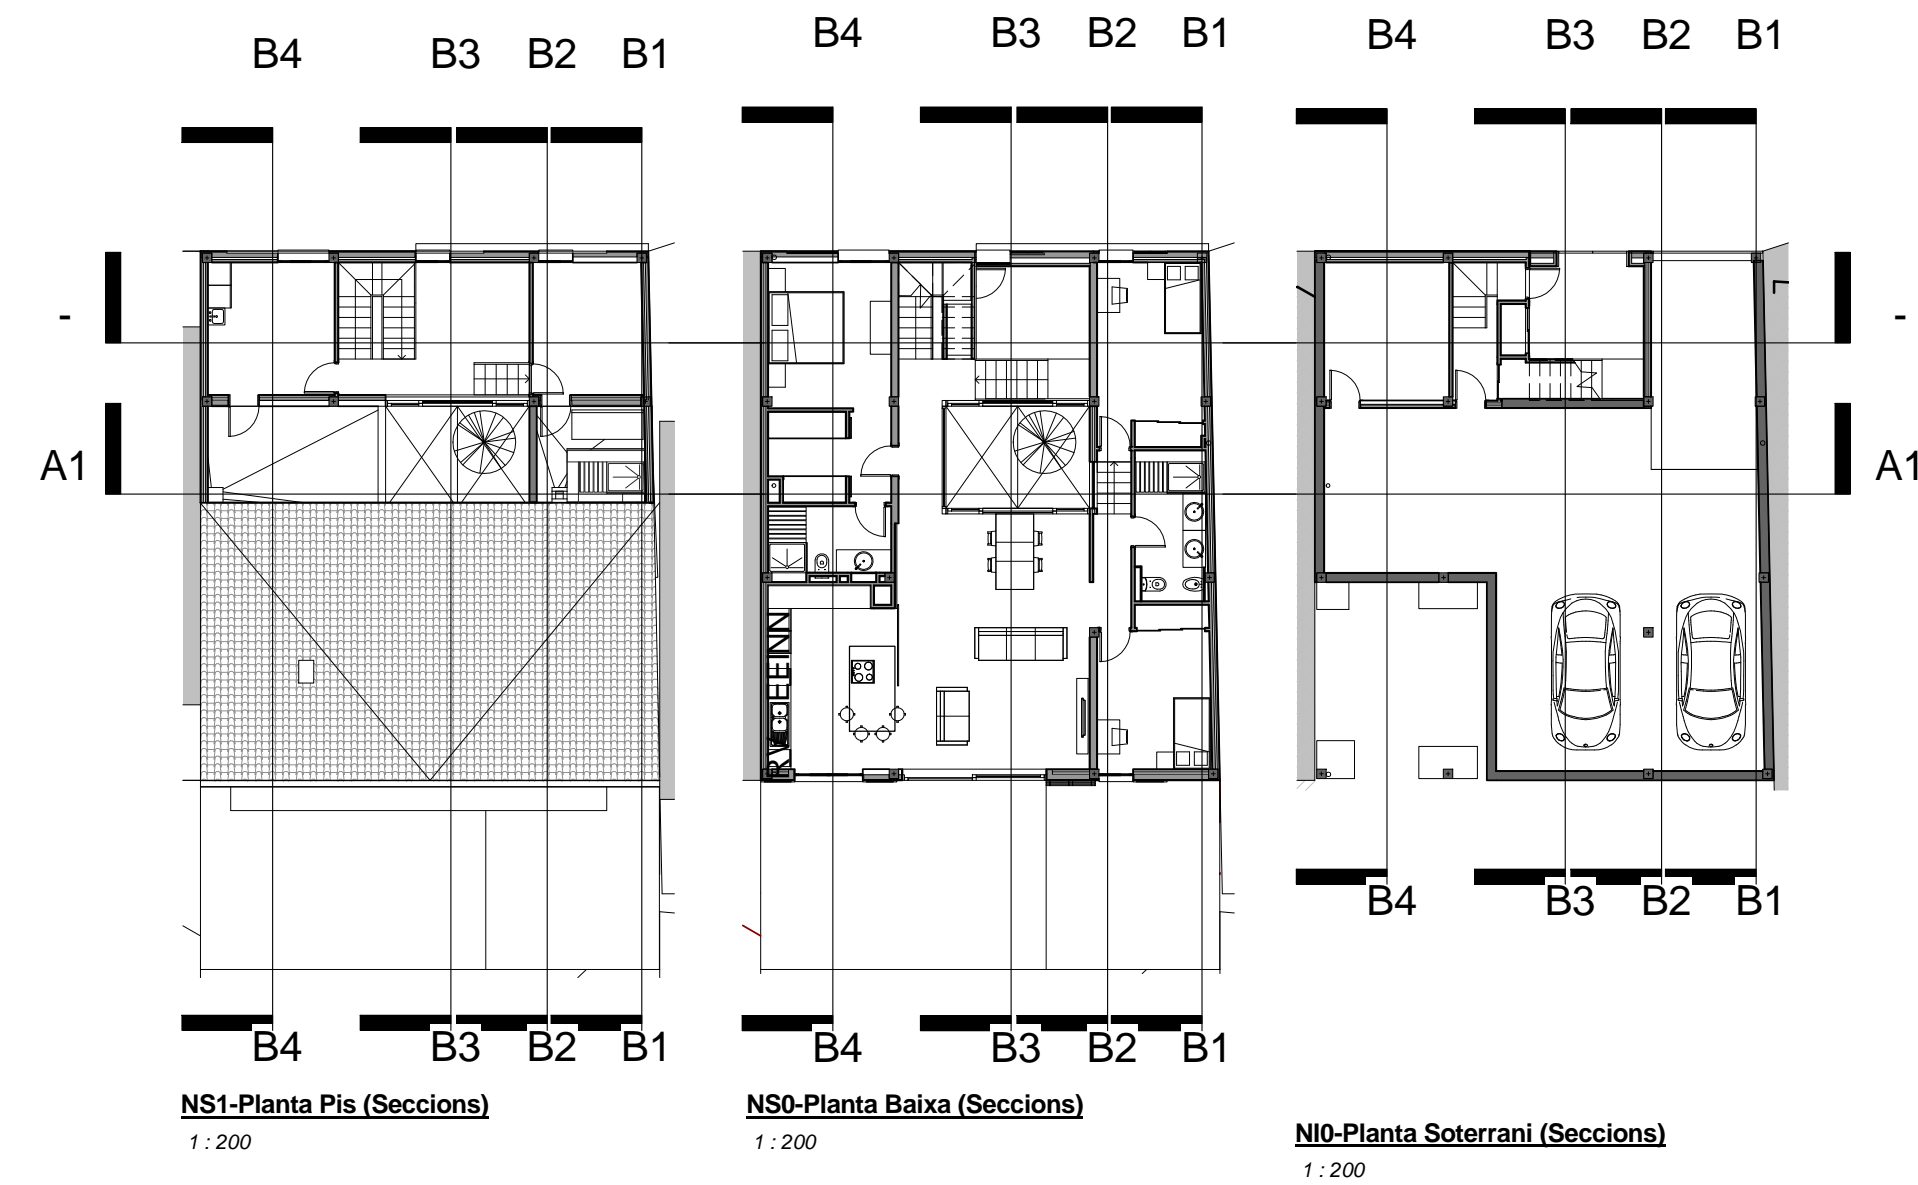 B4 B3 B2 B1
B4 B3 B2 B1
B4 B3 B2 B1
- -
A1 A1
B4 B3 B2 B1
B4 B3 B2 B1
B4 B3 B2 B1
NS1-Planta Pis (Seccions)
1 : 200
NS0-Planta Baixa (Seccions)
1 : 200
NI0-Planta Soterrani (Seccions)
1 : 200